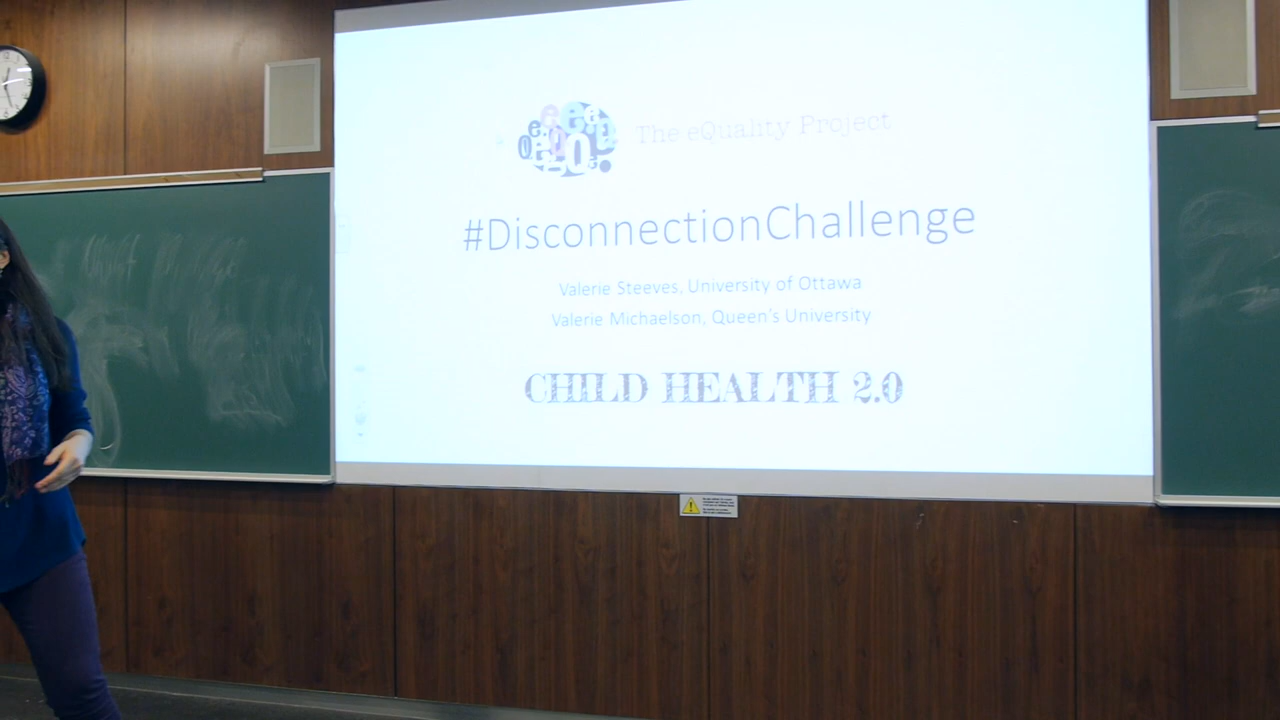 The eQuality Project
#DisconnectionChallenge
Valerie Steeves, University of Ottawa
Valerie Michaelson, Queen's University
CHILD HEALTH 2.0